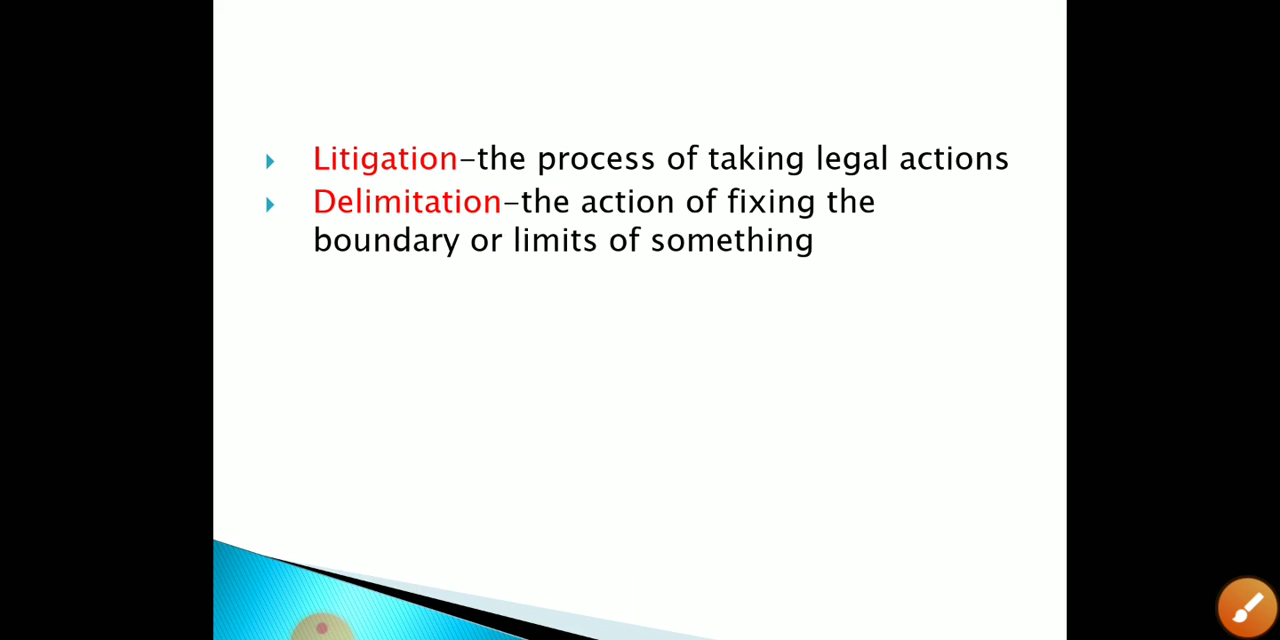 Litigation-the process of taking legal actions
Delimitation-the action of fixing the
boundary or limits of something